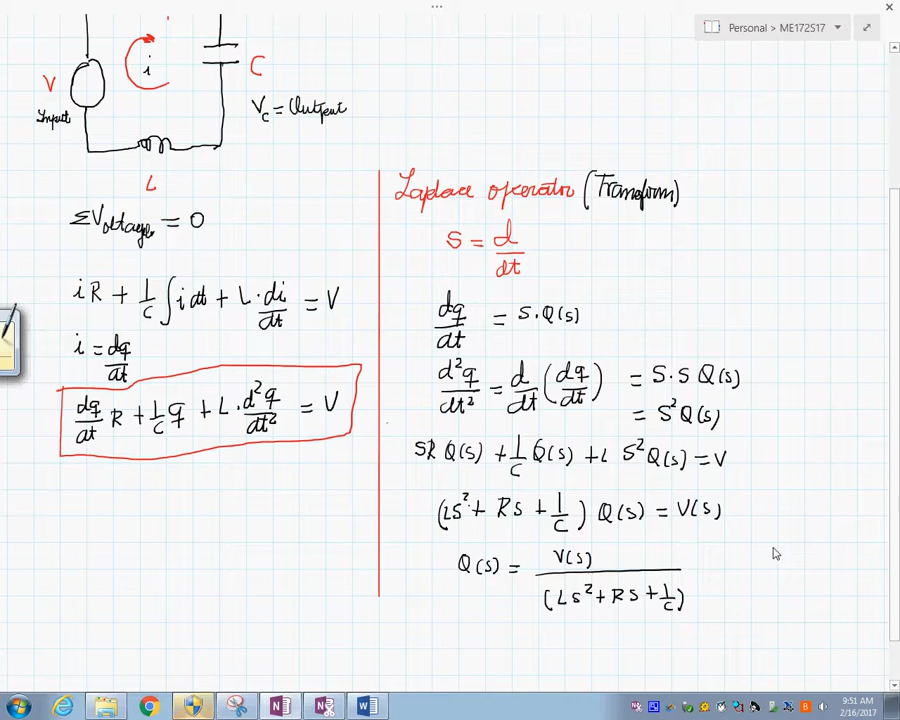 Personal > ME172S17
i
V
C
Input
V_C = Output
L
ΣVoltage = 0
iR + 1/C ∫ i dt + L · di/dt = V
i = dq/dt
dq/dt R + 1/C q + L · d²q/dt² = V
Laplace operator (Transform)
S = d/dt
dq/dt = S · Q(s)
d²q/dt² = d/dt (dq/dt) = S · S Q(s)
= S² Q(s)
SR Q(s) + 1/C Q(s) + L S² Q(s) = V
(LS² + RS + 1/C) Q(s) = V(s)
Q(s) = V(s) / (LS² + RS + 1/C)
9:51 AM
2/16/2017